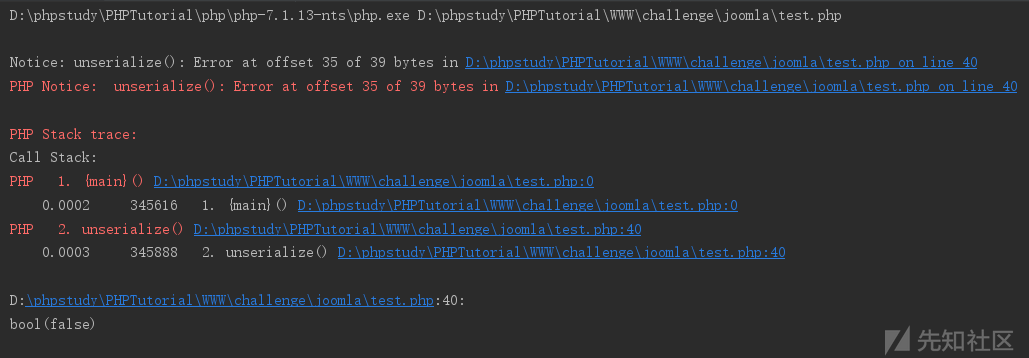 D:\phpstudy\PHPTutorial\php\php-7.1.13-nts\php.exe D:\phpstudy\PHPTutorial\WWW\challenge\joomla\test.php
Notice: unserialize(): Error at offset 35 of 39 bytes in D:\phpstudy\PHPTutorial\WWW\challenge\joomla\test.php on line 40
PHP Notice:  unserialize(): Error at offset 35 of 39 bytes in D:\phpstudy\PHPTutorial\WWW\challenge\joomla\test.php on line 40
PHP Stack trace:
Call Stack:
PHP   1. {main}() D:\phpstudy\PHPTutorial\WWW\challenge\joomla\test.php:0
    0.0002     345616   1. {main}() D:\phpstudy\PHPTutorial\WWW\challenge\joomla\test.php:0
PHP   2. unserialize() D:\phpstudy\PHPTutorial\WWW\challenge\joomla\test.php:40
    0.0003     345888   2. unserialize() D:\phpstudy\PHPTutorial\WWW\challenge\joomla\test.php:40
D:\phpstudy\PHPTutorial\WWW\challenge\joomla\test.php:40:
bool(false)
先知社区